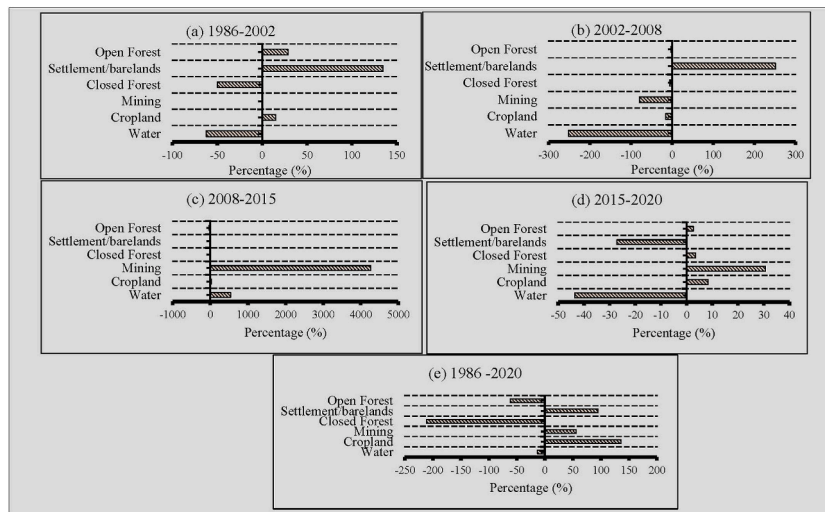 (a) 1986-2002
Open Forest
Settlement/barelands
Closed Forest
Mining
Cropland
Water
-100 -50 0 50 100 150
Percentage (%)
(b) 2002-2008
Open Forest
Settlement/barelands
Closed Forest
Mining
Cropland
Water
-300 -200 -100 0 100 200 300
Percentage (%)
(c) 2008-2015
Open Forest
Settlement/barelands
Closed Forest
Mining
Cropland
Water
-1000 0 1000 2000 3000 4000 5000
Percentage (%)
(d) 2015-2020
Open Forest
Settlement/barelands
Closed Forest
Mining
Cropland
Water
-50 -40 -30 -20 -10 0 10 20 30 40
Percentage (%)
(e) 1986 -2020
Open Forest
Settlement/barelands
Closed Forest
Mining
Cropland
Water
-250 -200 -150 -100 -50 0 50 100 150 200
Percentage (%)